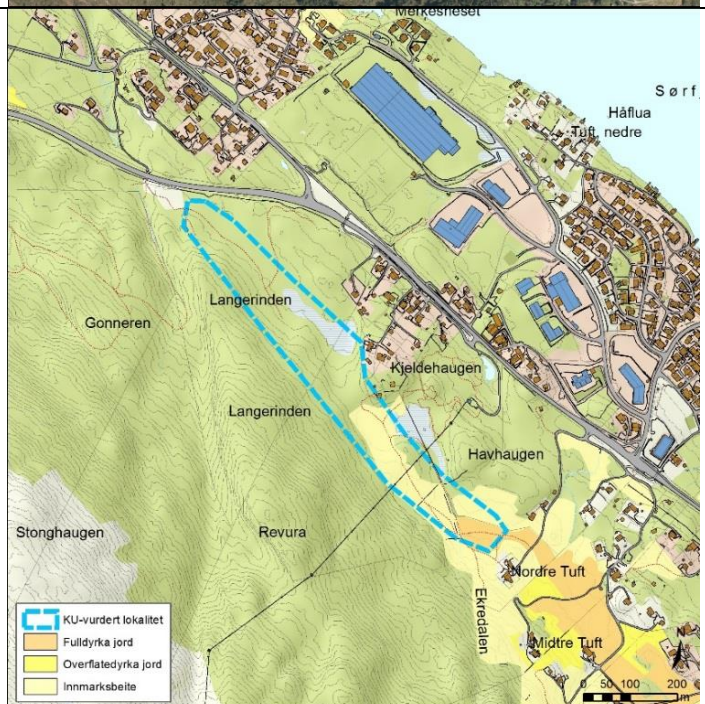 Merkesneset
Sørf
Håflua
Tuft, nedre
Langerinden
Gonneren
Kjeldehaugen
Langerinden
Havhaugen
Stonghaugen
Revura
Nordre Tuft
Ekredalen
Midtre Tuft
KU-vurdert lokalitet
Fulldyrka jord
Overflatedyrka jord
Innmarksbeite
N
0 50 100 200
m